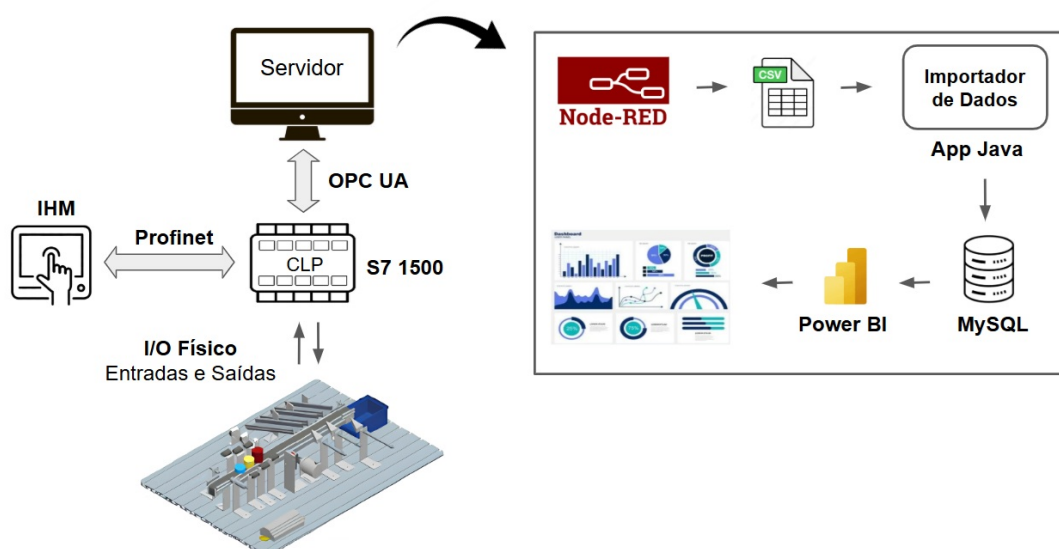 Servidor
OPC UA
IHM
Profinet
CLP
S7 1500
I/O Físico
Entradas e Saídas
Node-RED
CSV
Importador
de Dados
App Java
MySQL
Power BI
Dashboard